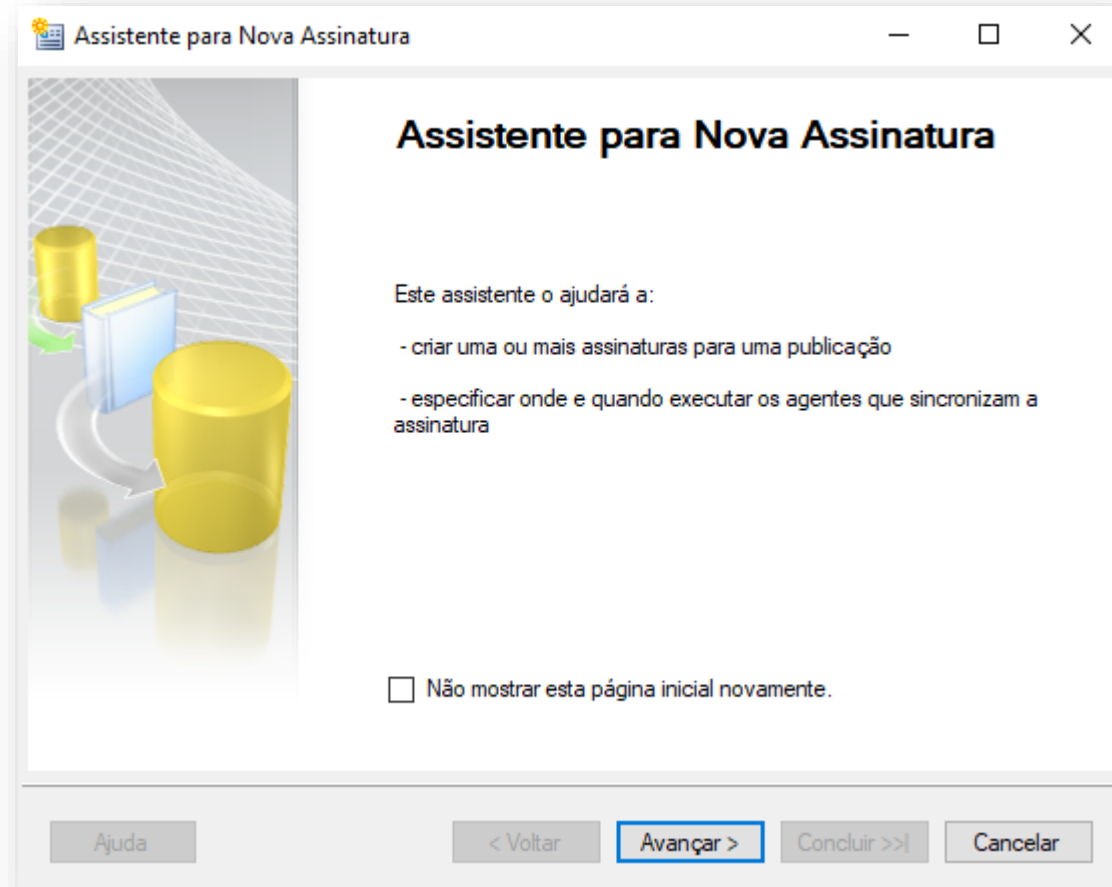 Assistente para Nova Assinatura
Assistente para Nova Assinatura
Este assistente o ajudará a:
- criar uma ou mais assinaturas para uma publicação
- especificar onde e quando executar os agentes que sincronizam a
assinatura
Não mostrar esta página inicial novamente.
Ajuda
< Voltar
Avançar >
Concluir >>|
Cancelar